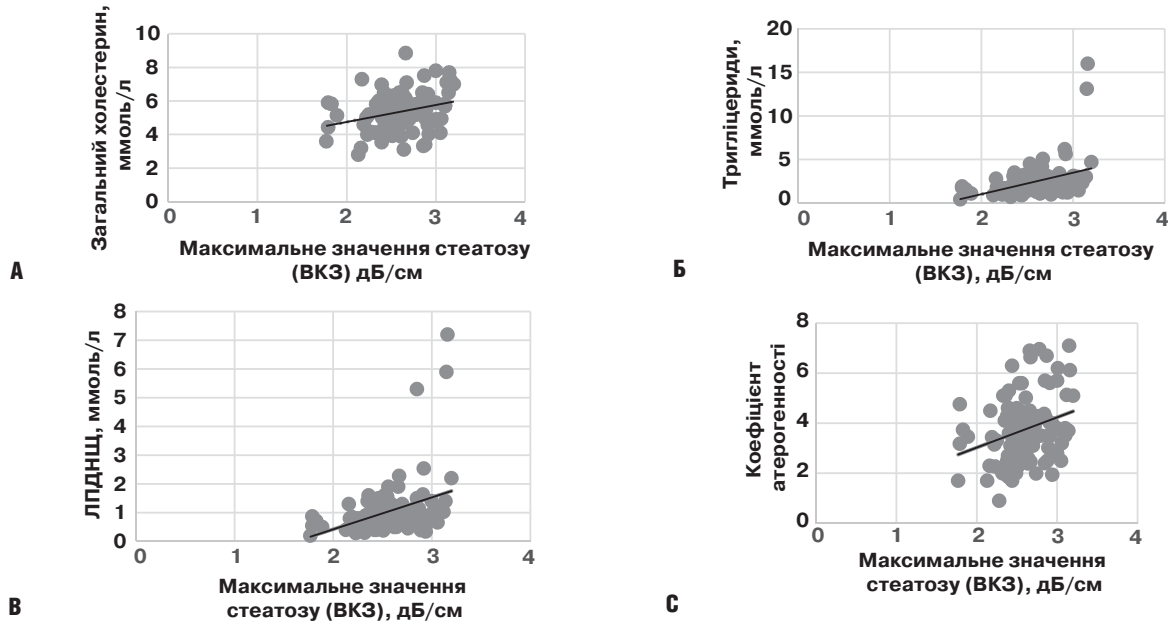 Загальний холестерин,
ммоль/л
10
8
6
4
2
0
0 1 2 3 4
Максимальне значення стеатозу
(ВКЗ) дБ/см
А
Тригліцериди,
ммоль/л
20
15
10
5
0
0 1 2 3 4
Максимальне значення стеатозу
(ВКЗ), дБ/см
Б
ЛПДНЩ, ммоль/л
8
7
6
5
4
3
2
1
0
0 1 2 3 4
Максимальне значення
стеатозу (ВКЗ), дБ/см
В
Коефіцієнт
атерогенності
8
6
4
2
0
0 1 2 3 4
Максимальне значення
стеатозу (ВКЗ), дБ/см
С